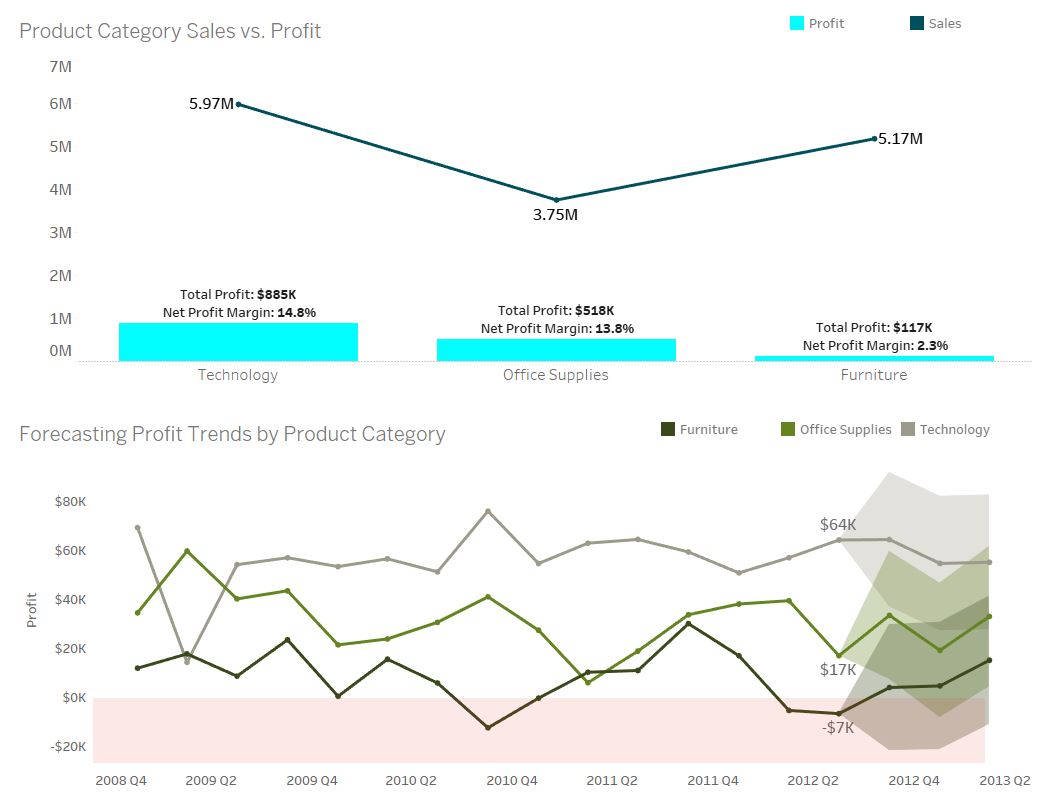 Product Category Sales vs. Profit
Profit
Sales
7M
6M
5M
4M
3M
2M
1M
0M
5.97M
3.75M
5.17M
Total Profit: $885K
Net Profit Margin: 14.8%
Total Profit: $518K
Net Profit Margin: 13.8%
Total Profit: $117K
Net Profit Margin: 2.3%
Technology
Office Supplies
Furniture
Forecasting Profit Trends by Product Category
Furniture
Office Supplies
Technology
Profit
$80K
$60K
$40K
$20K
$0K
-$20K
$64K
$17K
-$7K
2008 Q4
2009 Q2
2009 Q4
2010 Q2
2010 Q4
2011 Q2
2011 Q4
2012 Q2
2012 Q4
2013 Q2